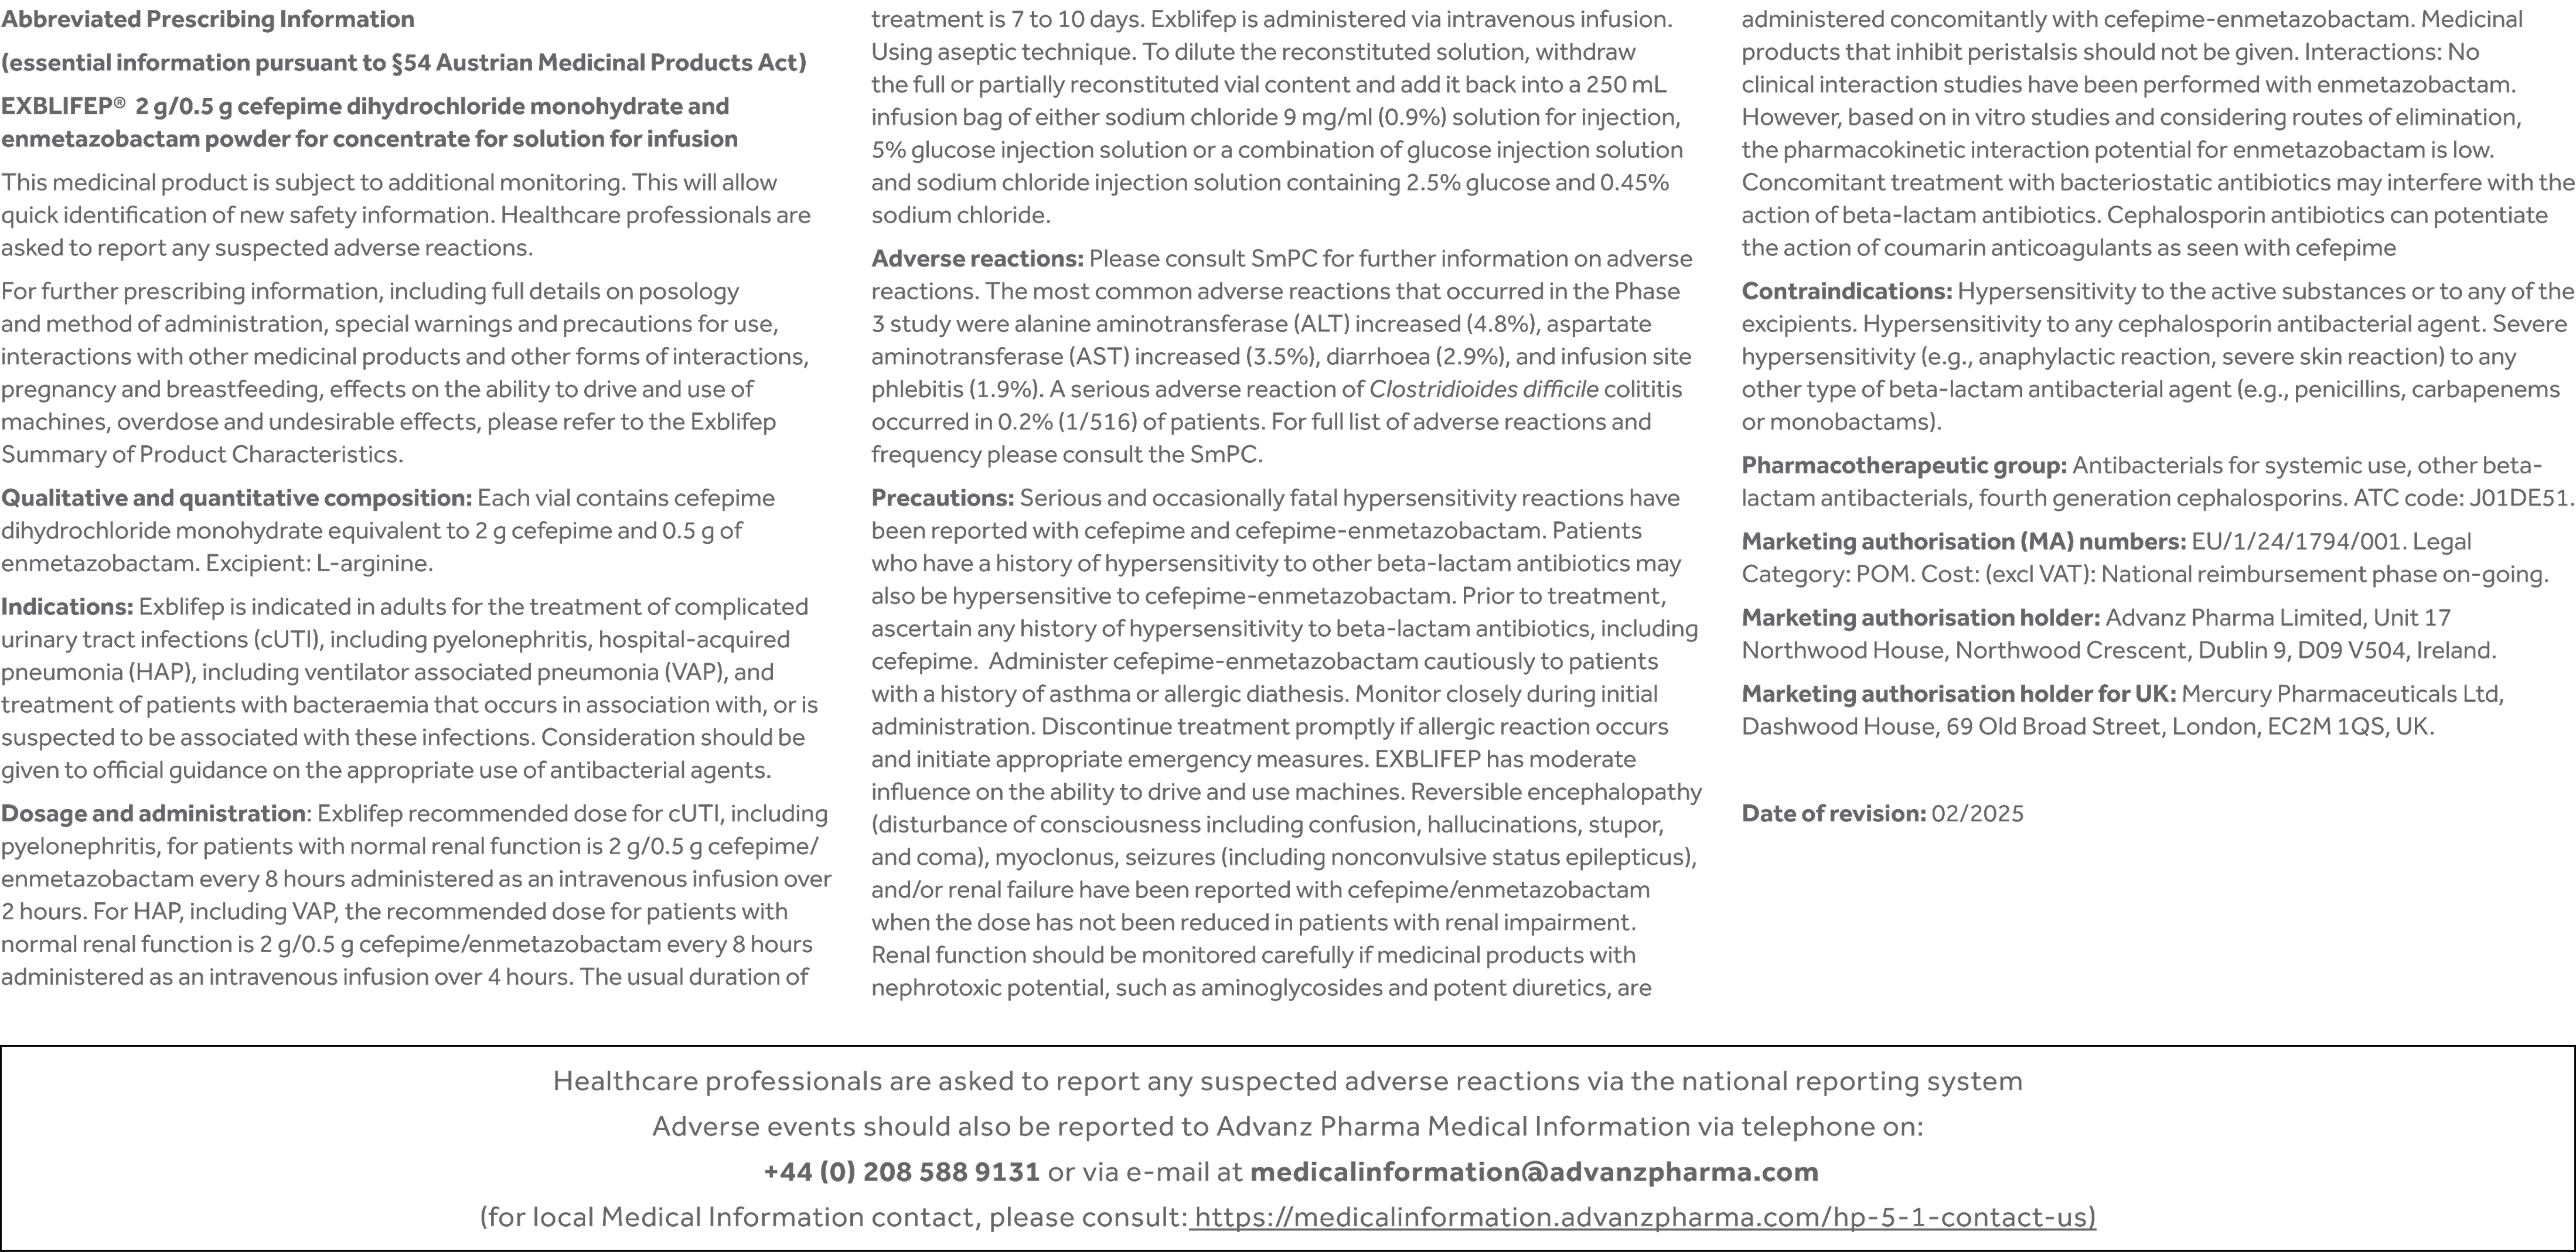 Abbreviated Prescribing Information
(essential information pursuant to §54 Austrian Medicinal Products Act)
EXBLIFEP® 2 g/0.5 g cefepime dihydrochloride monohydrate and
enmetazobactam powder for concentrate for solution for infusion
This medicinal product is subject to additional monitoring. This will allow
quick identification of new safety information. Healthcare professionals are
asked to report any suspected adverse reactions.
For further prescribing information, including full details on posology
and method of administration, special warnings and precautions for use,
interactions with other medicinal products and other forms of interactions,
pregnancy and breastfeeding, effects on the ability to drive and use of
machines, overdose and undesirable effects, please refer to the Exblifep
Summary of Product Characteristics.
Qualitative and quantitative composition: Each vial contains cefepime
dihydrochloride monohydrate equivalent to 2 g cefepime and 0.5 g of
enmetazobactam. Excipient: L-arginine.
Indications: Exblifep is indicated in adults for the treatment of complicated
urinary tract infections (cUTI), including pyelonephritis, hospital-acquired
pneumonia (HAP), including ventilator associated pneumonia (VAP), and
treatment of patients with bacteraemia that occurs in association with, or is
suspected to be associated with these infections. Consideration should be
given to official guidance on the appropriate use of antibacterial agents.
Dosage and administration: Exblifep recommended dose for cUTI, including
pyelonephritis, for patients with normal renal function is 2 g/0.5 g cefepime/
enmetazobactam every 8 hours administered as an intravenous infusion over
2 hours. For HAP, including VAP, the recommended dose for patients with
normal renal function is 2 g/0.5 g cefepime/enmetazobactam every 8 hours
administered as an intravenous infusion over 4 hours. The usual duration of
treatment is 7 to 10 days. Exblifep is administered via intravenous infusion.
Using aseptic technique. To dilute the reconstituted solution, withdraw
the full or partially reconstituted vial content and add it back into a 250 mL
infusion bag of either sodium chloride 9 mg/ml (0.9%) solution for injection,
5% glucose injection solution or a combination of glucose injection solution
and sodium chloride injection solution containing 2.5% glucose and 0.45%
sodium chloride.
Adverse reactions: Please consult SmPC for further information on adverse
reactions. The most common adverse reactions that occurred in the Phase
3 study were alanine aminotransferase (ALT) increased (4.8%), aspartate
aminotransferase (AST) increased (3.5%), diarrhoea (2.9%), and infusion site
phlebitis (1.9%). A serious adverse reaction of Clostridioides difficile colititis
occurred in 0.2% (1/516) of patients. For full list of adverse reactions and
frequency please consult the SmPC.
Precautions: Serious and occasionally fatal hypersensitivity reactions have
been reported with cefepime and cefepime-enmetazobactam. Patients
who have a history of hypersensitivity to other beta-lactam antibiotics may
also be hypersensitive to cefepime-enmetazobactam. Prior to treatment,
ascertain any history of hypersensitivity to beta-lactam antibiotics, including
cefepime. Administer cefepime-enmetazobactam cautiously to patients
with a history of asthma or allergic diathesis. Monitor closely during initial
administration. Discontinue treatment promptly if allergic reaction occurs
and initiate appropriate emergency measures. EXBLIFEP has moderate
influence on the ability to drive and use machines. Reversible encephalopathy
(disturbance of consciousness including confusion, hallucinations, stupor,
and coma), myoclonus, seizures (including nonconvulsive status epilepticus),
and/or renal failure have been reported with cefepime/enmetazobactam
when the dose has not been reduced in patients with renal impairment.
Renal function should be monitored carefully if medicinal products with
nephrotoxic potential, such as aminoglycosides and potent diuretics, are
administered concomitantly with cefepime-enmetazobactam. Medicinal
products that inhibit peristalsis should not be given. Interactions: No
clinical interaction studies have been performed with enmetazobactam.
However, based on in vitro studies and considering routes of elimination,
the pharmacokinetic interaction potential for enmetazobactam is low.
Concomitant treatment with bacteriostatic antibiotics may interfere with the
action of beta-lactam antibiotics. Cephalosporin antibiotics can potentiate
the action of coumarin anticoagulants as seen with cefepime
Contraindications: Hypersensitivity to the active substances or to any of the
excipients. Hypersensitivity to any cephalosporin antibacterial agent. Severe
hypersensitivity (e.g., anaphylactic reaction, severe skin reaction) to any
other type of beta-lactam antibacterial agent (e.g., penicillins, carbapenems
or monobactams).
Pharmacotherapeutic group: Antibacterials for systemic use, other beta-
lactam antibacterials, fourth generation cephalosporins. ATC code: J01DE51.
Marketing authorisation (MA) numbers: EU/1/24/1794/001. Legal
Category: POM. Cost: (excl VAT): National reimbursement phase on-going.
Marketing authorisation holder: Advanz Pharma Limited, Unit 17
Northwood House, Northwood Crescent, Dublin 9, D09 V504, Ireland.
Marketing authorisation holder for UK: Mercury Pharmaceuticals Ltd,
Dashwood House, 69 Old Broad Street, London, EC2M 1QS, UK.
Date of revision: 02/2025
Healthcare professionals are asked to report any suspected adverse reactions via the national reporting system
Adverse events should also be reported to Advanz Pharma Medical Information via telephone on:
+44 (0) 208 588 9131 or via e-mail at medicalinformation@advanzpharma.com
(for local Medical Information contact, please consult: https://medicalinformation.advanzpharma.com/hp-5-1-contact-us)